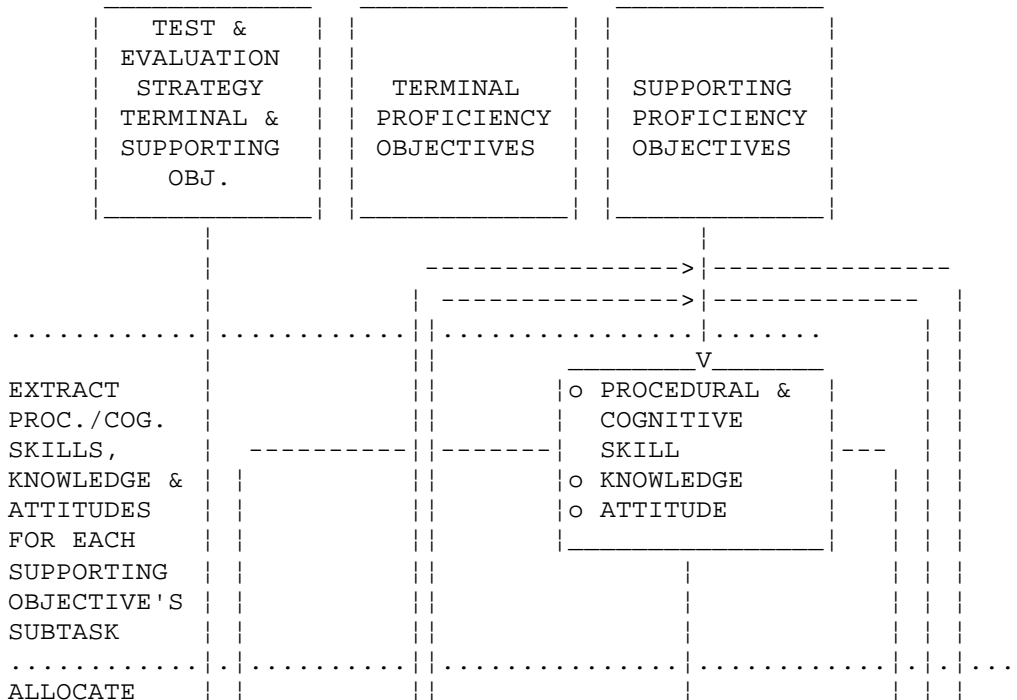 TEST &
EVALUATION
STRATEGY TERMINAL SUPPORTING
TERMINAL & PROFICIENCY PROFICIENCY
SUPPORTING OBJECTIVES OBJECTIVES
OBJ.
V
EXTRACT o PROCEDURAL &
PROC./COG. COGNITIVE
SKILLS, SKILL
KNOWLEDGE & o KNOWLEDGE
ATTITUDES o ATTITUDE
FOR EACH
SUPPORTING
OBJECTIVE'S
SUBTASK
ALLOCATE